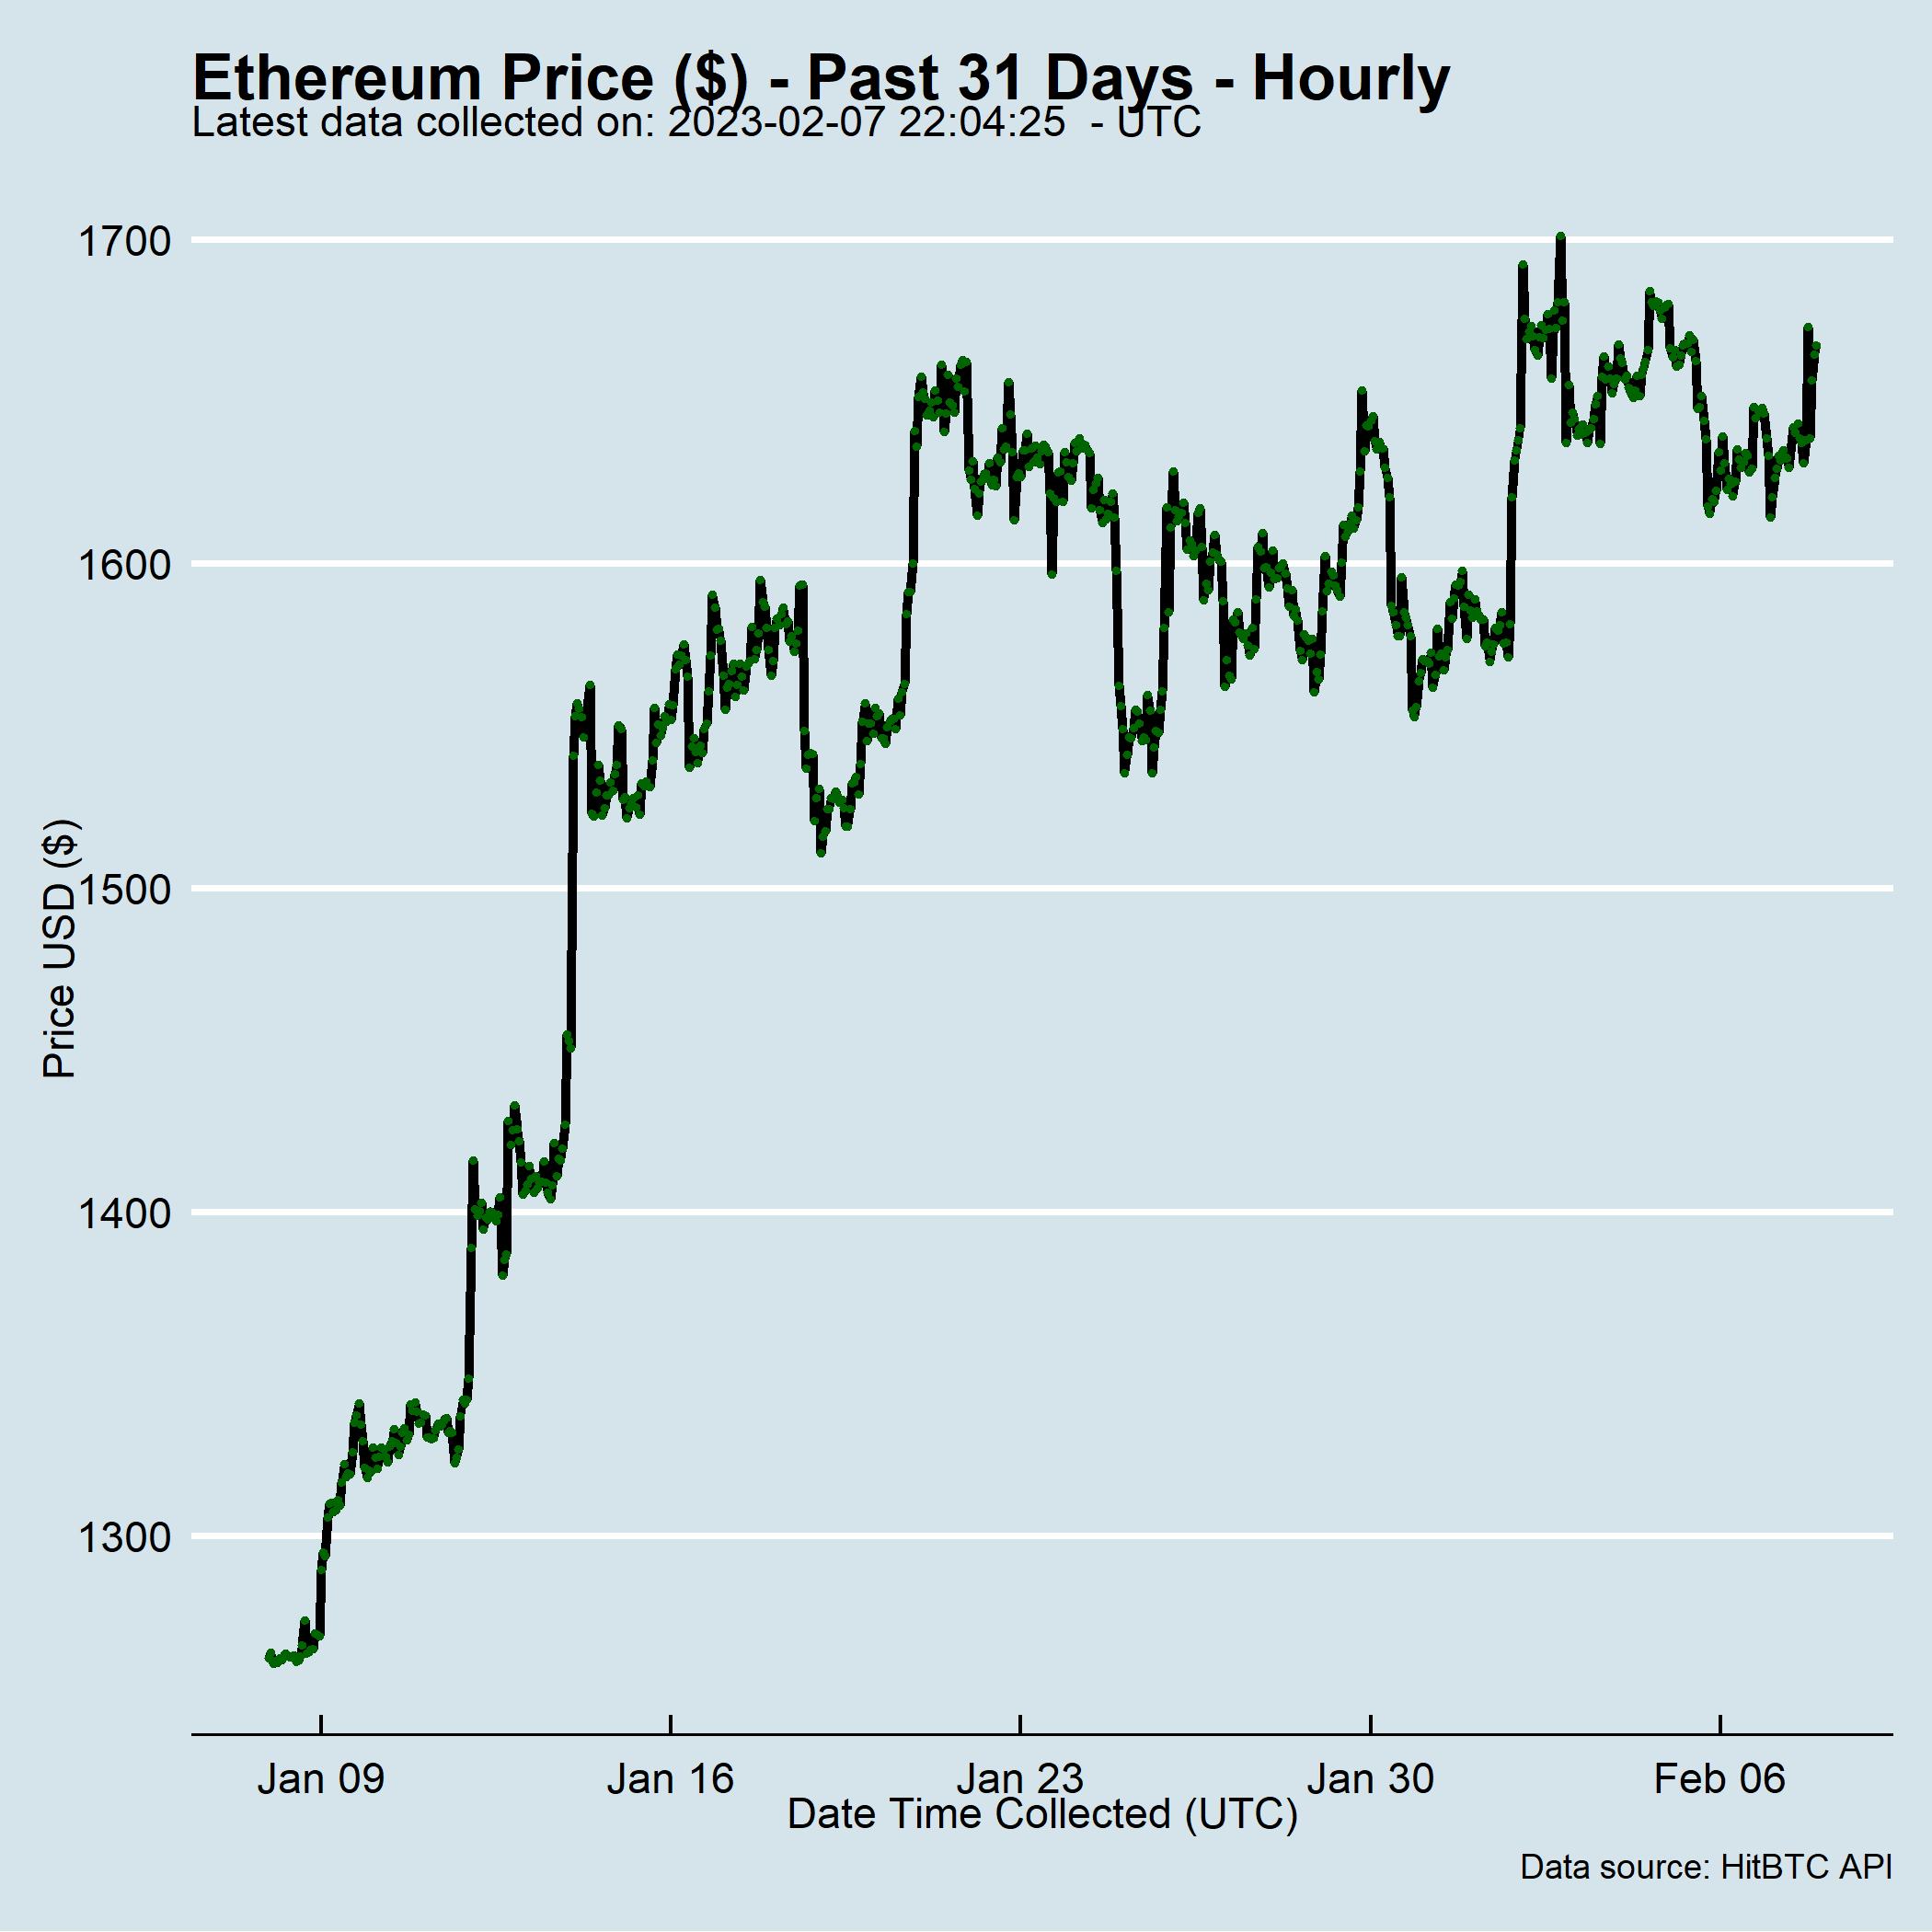 Ethereum Price ($) - Past 31 Days - Hourly
Latest data collected on: 2023-02-07 22:04:25  - UTC
1700
1600
1500
1400
1300
Price USD ($)
Jan 09
Jan 16
Jan 23
Jan 30
Feb 06
Date Time Collected (UTC)
Data source: HitBTC API